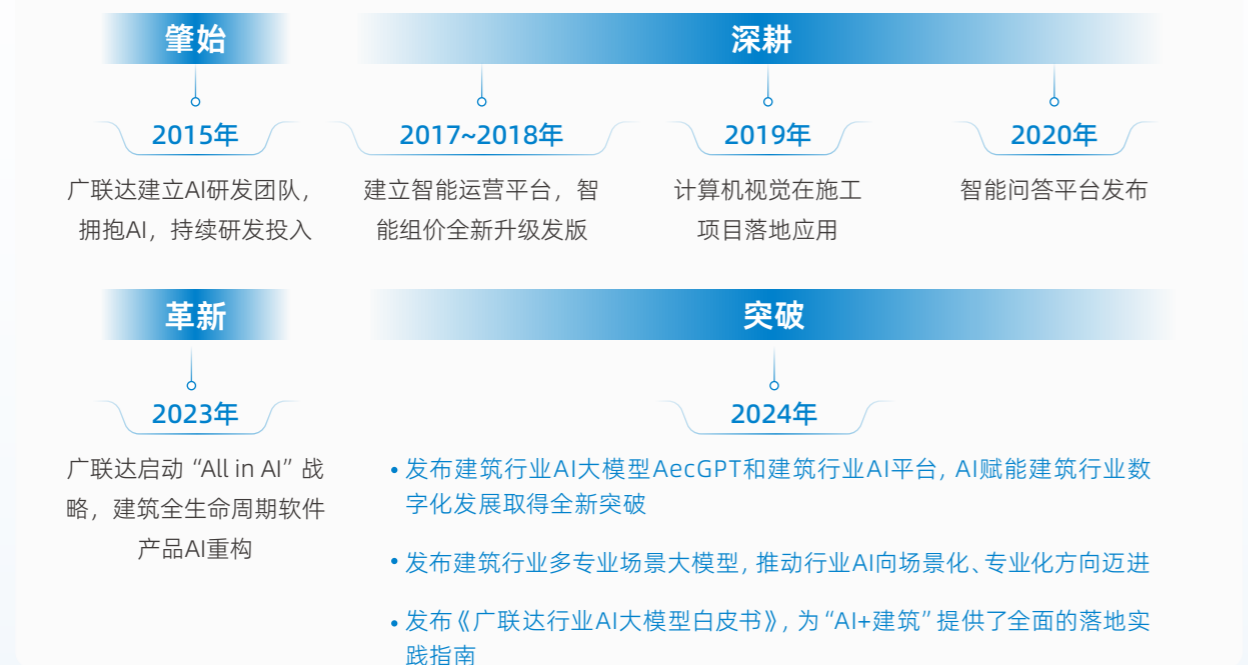 肇始
深耕
2015年
2017~2018年
2019年
2020年
广联达建立AI研发团队，
拥抱AI，持续研发投入
建立智能运营平台，智
能组价全新升级发版
计算机视觉在施工
项目落地应用
智能问答平台发布
革新
突破
2023年
2024年
广联达启动“All in AI”战
略，建筑全生命周期软件
产品AI重构
• 发布建筑行业AI大模型AecGPT和建筑行业AI平台, AI赋能建筑行业数
字化发展取得全新突破
• 发布建筑行业多专业场景大模型, 推动行业AI向场景化、专业化方向迈进
• 发布《广联达行业AI大模型白皮书》, 为“AI+建筑”提供了全面的落地实
践指南